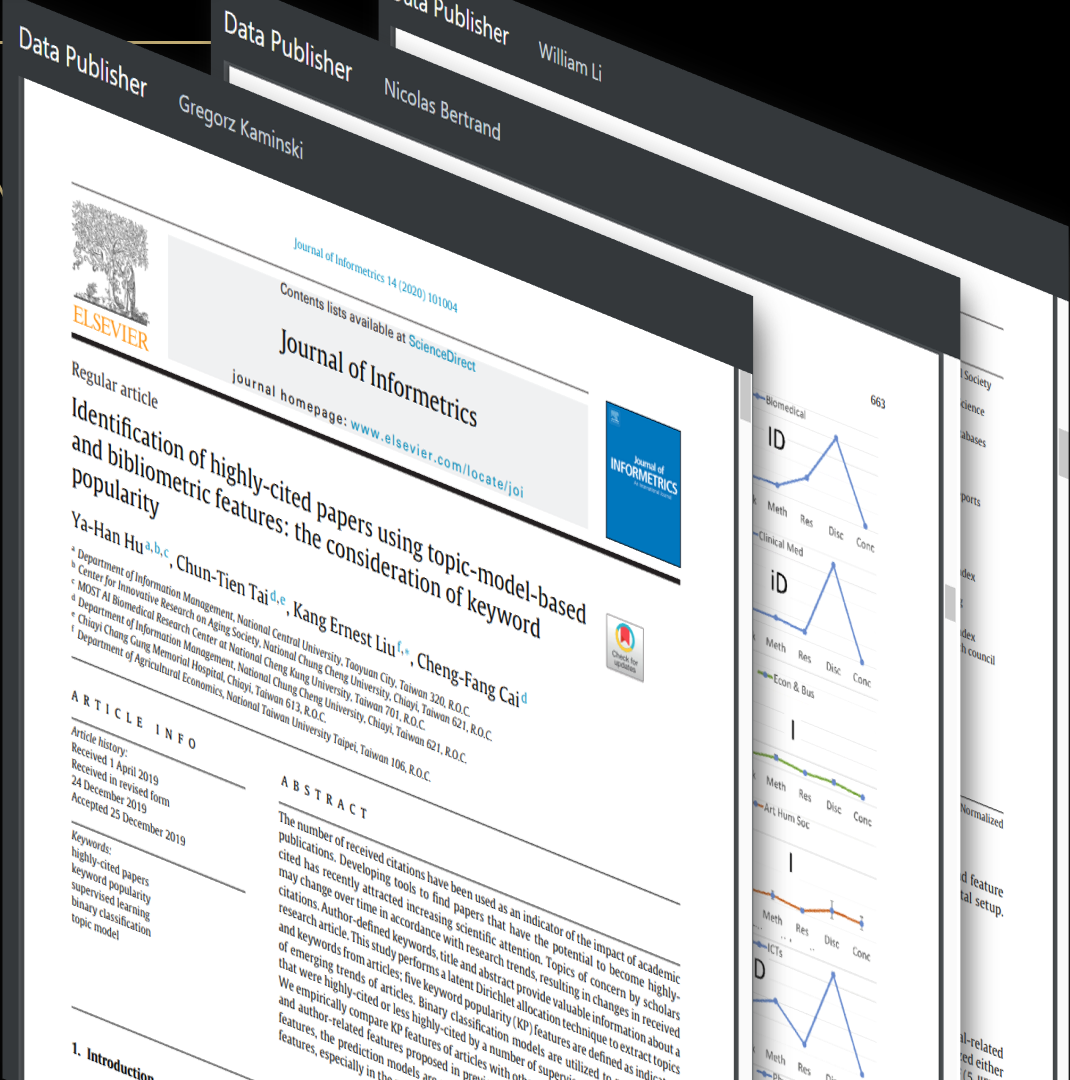 Data Publisher
William Li
Data Publisher
Nicolas Bertrand
Data Publisher
Gregorz Kaminski
Journal of Informetrics 14 (2020) 101004
ELSEVIER
Contents lists available at ScienceDirect
Journal of Informetrics
journal homepage: www.elsevier.com/locate/joi
Journal of
INFORMETRICS
Regular article
Identification of highly-cited papers using topic-model-based
and bibliometric features: the consideration of keyword
popularity
Check for
updates
Ya-Han Hu a,b,c, Chun-Tien Tai d,e, Kang Ernest Liu f,*, Cheng-Fang Cai d
a Department of Information Management, National Central University, Taoyuan City, Taiwan 320, R.O.C.
b Center for Innovative Research on Aging Society, National Chung Cheng University, Chiayi, Taiwan 621, R.O.C.
c MOST AI Biomedical Research Center at National Cheng Kung University, Taiwan 701, R.O.C.
d Department of Information Management, National Chung Cheng University, Chiayi, Taiwan 621, R.O.C.
e Chiayi Chang Gung Memorial Hospital, Chiayi, Taiwan 613, R.O.C.
f Department of Agricultural Economics, National Taiwan University Taipei, Taiwan 106, R.O.C.
ARTICLE INFO
Article history:
Received 1 April 2019
Received in revised form
24 December 2019
Accepted 25 December 2019
Keywords:
highly-cited papers
keyword popularity
supervised learning
binary classification
topic model
ABSTRACT
The number of received citations have been used as an indicator of the impact of academic
publications. Developing tools to find papers that have the potential to become highly-
cited has recently attracted increasing scientific attention. Topics of concern by scholars
may change over time in accordance with research trends, resulting in changes in received
citations. Author-defined keywords, title and abstract provide valuable information about a
research article. This study performs a latent Dirichlet allocation technique to extract topics
and keywords from articles; five keyword popularity (KP) features are defined as indica
of emerging trends of articles. Binary classification models are utilized to
that were highly-cited or less highly-cited by a number of supervi
We empirically compare KP features of articles with oth
and author-related features proposed in prev
features, the prediction models are
features, especially in the
1. Introduction
663
Biomedical
ID
Meth Res Disc Conc
Clinical Med
iD
Meth Res Disc Conc
Econ & Bus
I
Meth Res Disc Conc
Art Hum Soc
I
Meth Res Disc Conc
ICTs
D
Meth Res Disc Conc
Society
ience
abases
ports
dex
dex
h council
Normalized
d feature
tal setup.
al-related
ed either